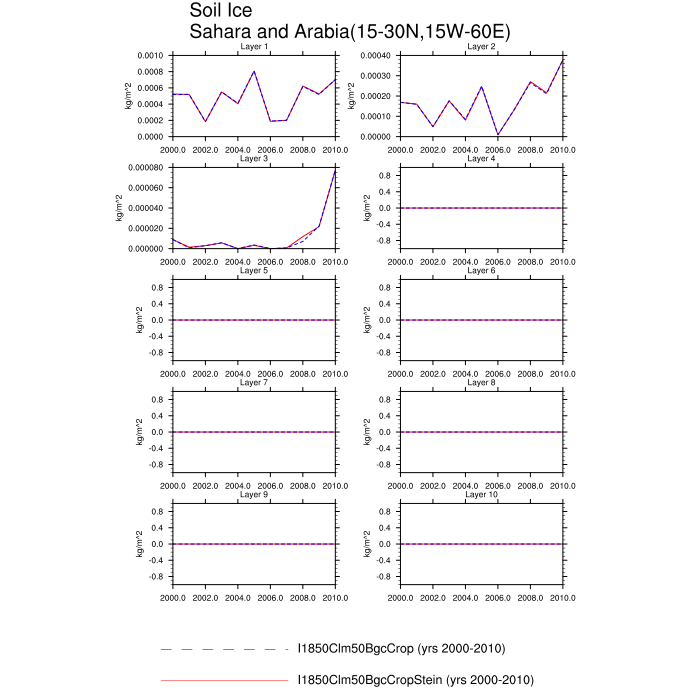 Soil Ice
Sahara and Arabia(15-30N,15W-60E)
Layer 1
Layer 2
0.0010
0.0008
0.0006
0.0004
0.0002
0.0000
kg/m^2
2000.0 2002.0 2004.0 2006.0 2008.0 2010.0
0.00040
0.00030
0.00020
0.00010
0.00000
kg/m^2
2000.0 2002.0 2004.0 2006.0 2008.0 2010.0
Layer 3
Layer 4
0.000080
0.000060
0.000040
0.000020
0.000000
kg/m^2
2000.0 2002.0 2004.0 2006.0 2008.0 2010.0
0.8
0.4
0.0
-0.4
-0.8
kg/m^2
2000.0 2002.0 2004.0 2006.0 2008.0 2010.0
Layer 5
Layer 6
0.8
0.4
0.0
-0.4
-0.8
kg/m^2
2000.0 2002.0 2004.0 2006.0 2008.0 2010.0
0.8
0.4
0.0
-0.4
-0.8
kg/m^2
2000.0 2002.0 2004.0 2006.0 2008.0 2010.0
Layer 7
Layer 8
0.8
0.4
0.0
-0.4
-0.8
kg/m^2
2000.0 2002.0 2004.0 2006.0 2008.0 2010.0
0.8
0.4
0.0
-0.4
-0.8
kg/m^2
2000.0 2002.0 2004.0 2006.0 2008.0 2010.0
Layer 9
Layer 10
0.8
0.4
0.0
-0.4
-0.8
kg/m^2
2000.0 2002.0 2004.0 2006.0 2008.0 2010.0
0.8
0.4
0.0
-0.4
-0.8
kg/m^2
2000.0 2002.0 2004.0 2006.0 2008.0 2010.0
I1850Clm50BgcCrop (yrs 2000-2010)
I1850Clm50BgcCropStein (yrs 2000-2010)